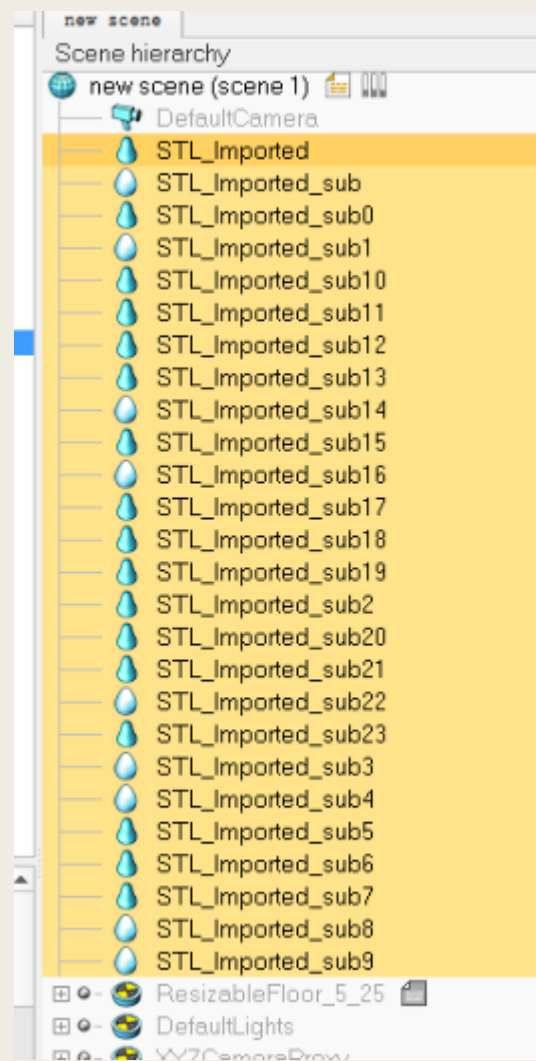 new scene
Scene hierarchy
new scene (scene 1)
DefaultCamera
STL_Imported
STL_Imported_sub
STL_Imported_sub0
STL_Imported_sub1
STL_Imported_sub10
STL_Imported_sub11
STL_Imported_sub12
STL_Imported_sub13
STL_Imported_sub14
STL_Imported_sub15
STL_Imported_sub16
STL_Imported_sub17
STL_Imported_sub18
STL_Imported_sub19
STL_Imported_sub2
STL_Imported_sub20
STL_Imported_sub21
STL_Imported_sub22
STL_Imported_sub23
STL_Imported_sub3
STL_Imported_sub4
STL_Imported_sub5
STL_Imported_sub6
STL_Imported_sub7
STL_Imported_sub8
STL_Imported_sub9
ResizableFloor_5_25
DefaultLights
XYZCameraProxy